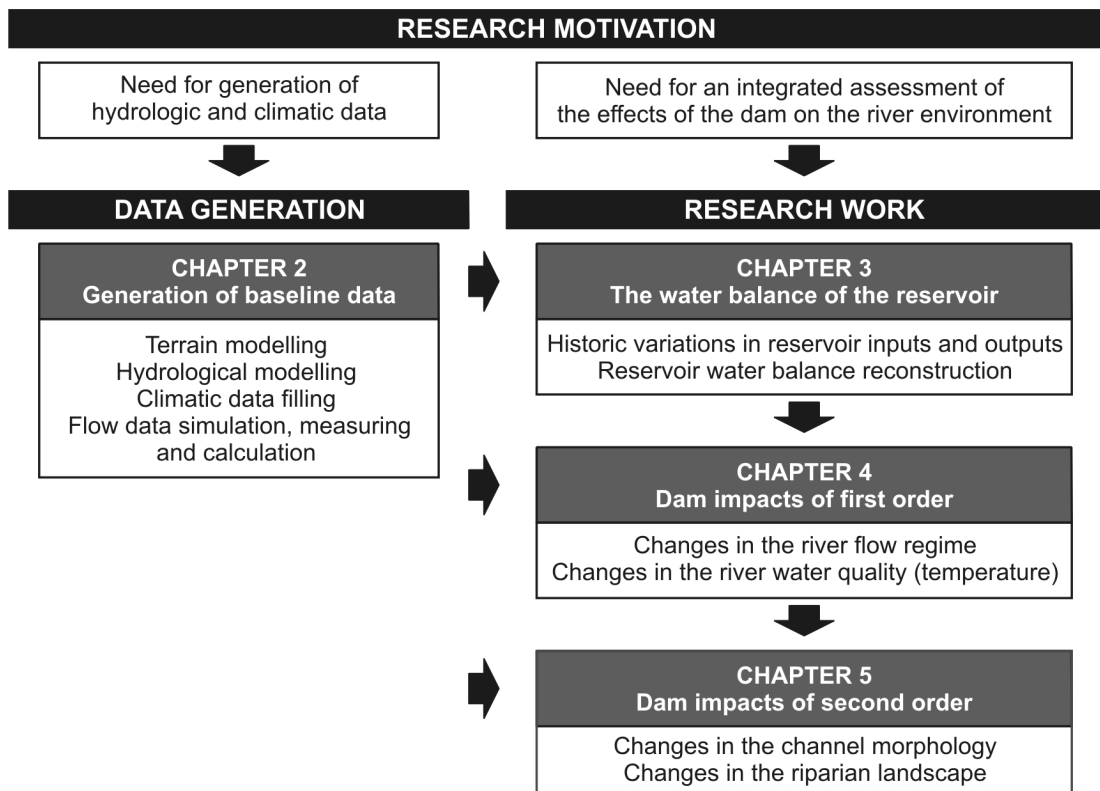 RESEARCH MOTIVATION
Need for generation of
hydrologic and climatic data
Need for an integrated assessment of
the effects of the dam on the river environment
DATA GENERATION
CHAPTER 2
Generation of baseline data
Terrain modelling
Hydrological modelling
Climatic data filling
Flow data simulation, measuring
and calculation
RESEARCH WORK
CHAPTER 3
The water balance of the reservoir
Historic variations in reservoir inputs and outputs
Reservoir water balance reconstruction
CHAPTER 4
Dam impacts of first order
Changes in the river flow regime
Changes in the river water quality (temperature)
CHAPTER 5
Dam impacts of second order
Changes in the channel morphology
Changes in the riparian landscape